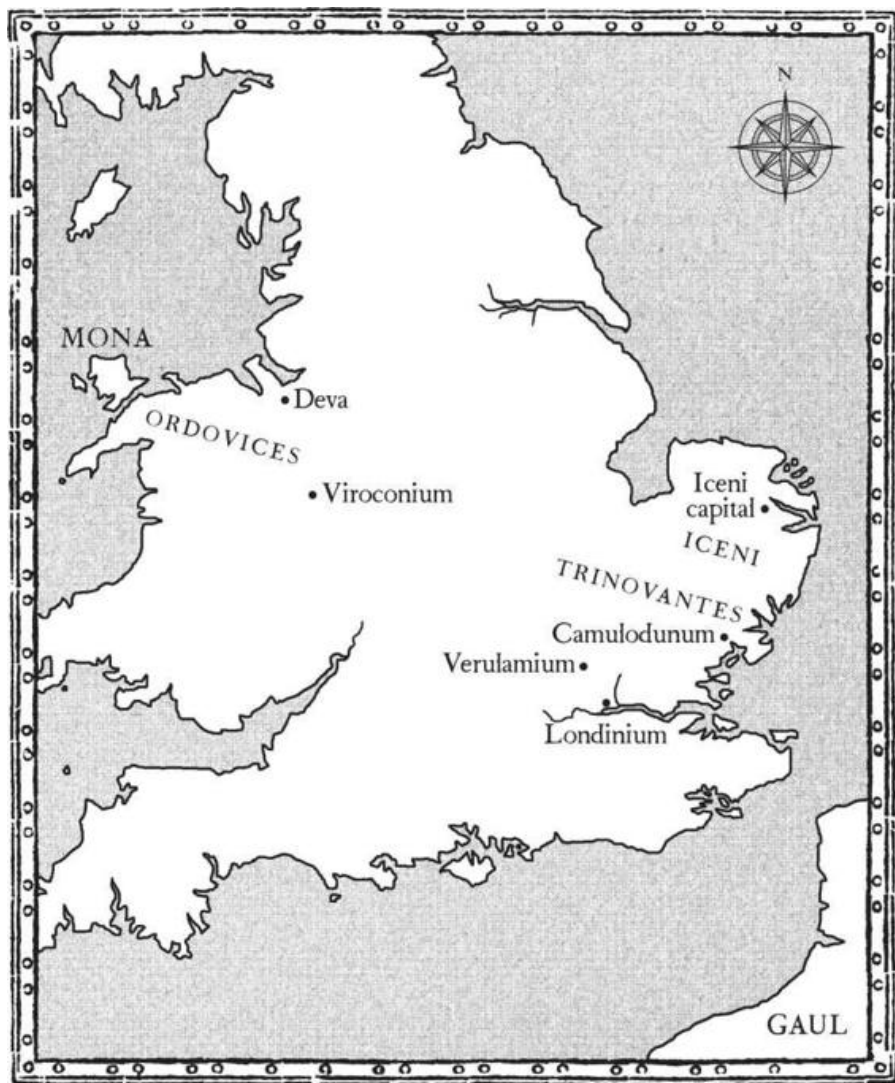 N
MONA
Deva
ORDOVICES
Viroconium
Iceni
capital
ICENI
TRINOVANTES
Camulodunum
Verulamium
Londinium
GAUL